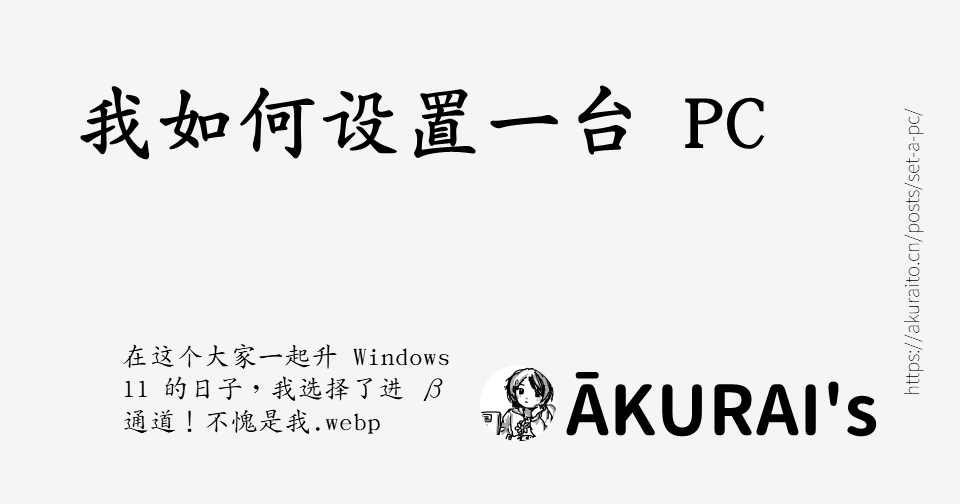 我如何设置一台 PC
在这个大家一起升 Windows
11 的日子，我选择了进 β
通道！不愧是我.webp
ĀKURAI's
https://akuraito.cn/posts/set-a-pc/